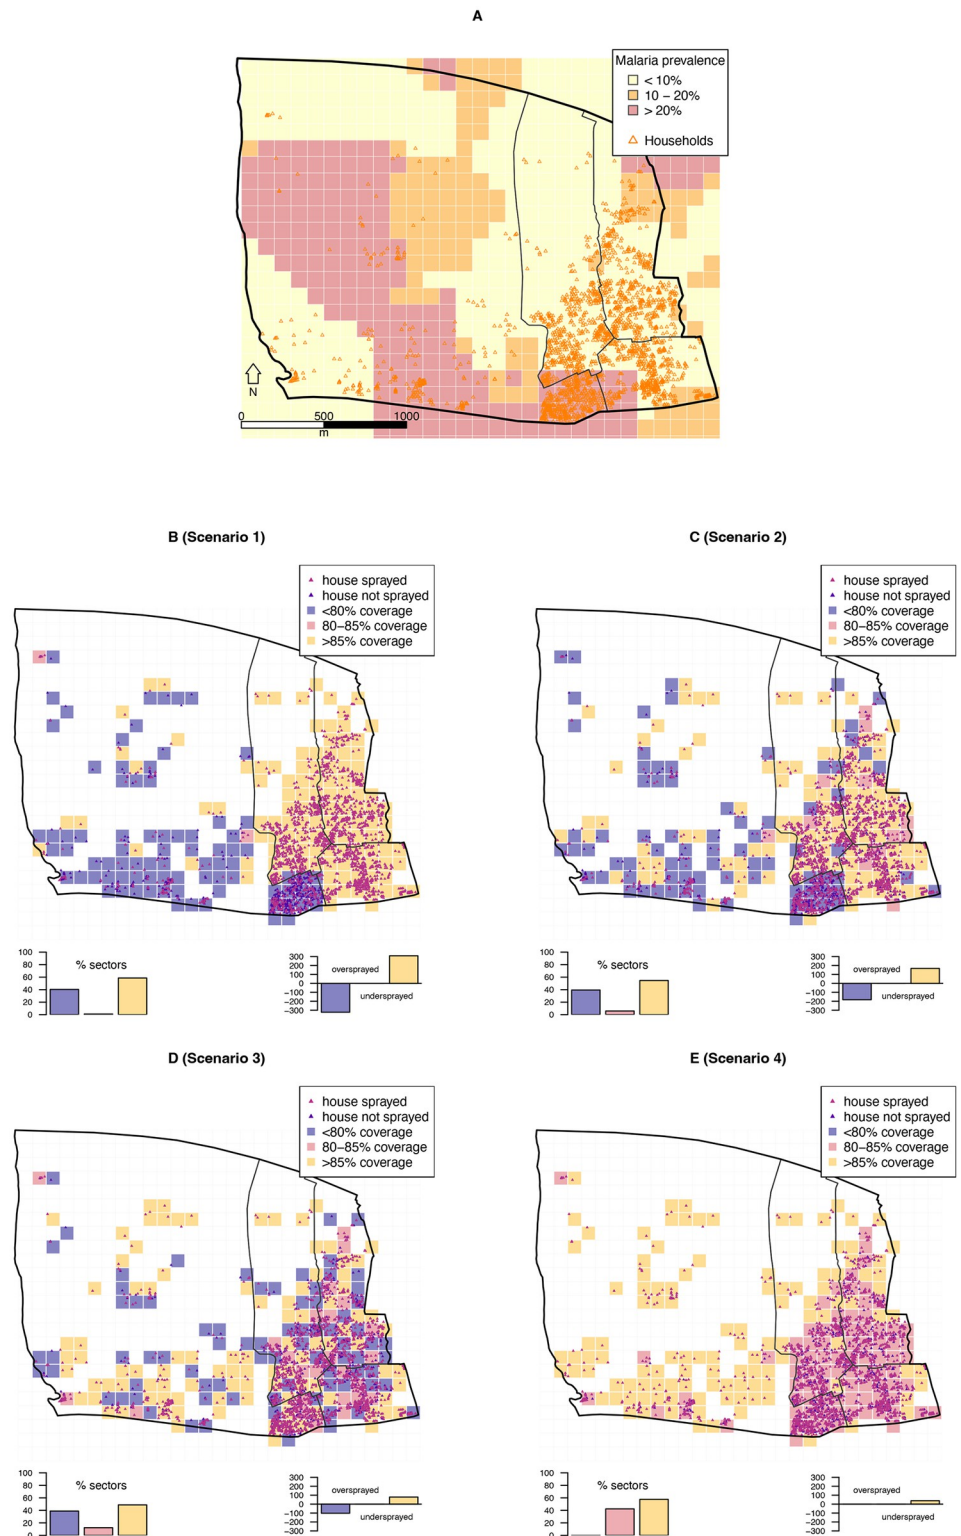 A
Malaria prevalence
< 10%
10 – 20%
> 20%
Households
N
0 500 1000
m
B (Scenario 1)
house sprayed
house not sprayed
<80% coverage
80–85% coverage
>85% coverage
100
80
60
40
20
0
% sectors
300
200
100
0
−100
−200
−300
oversprayed
undersprayed
C (Scenario 2)
house sprayed
house not sprayed
<80% coverage
80–85% coverage
>85% coverage
100
80
60
40
20
0
% sectors
300
200
100
0
−100
−200
−300
oversprayed
undersprayed
D (Scenario 3)
house sprayed
house not sprayed
<80% coverage
80–85% coverage
>85% coverage
100
80
60
40
20
0
% sectors
300
200
100
0
−100
−200
−300
oversprayed
undersprayed
E (Scenario 4)
house sprayed
house not sprayed
<80% coverage
80–85% coverage
>85% coverage
100
80
60
40
20
0
% sectors
300
200
100
0
−100
−200
−300
oversprayed
undersprayed